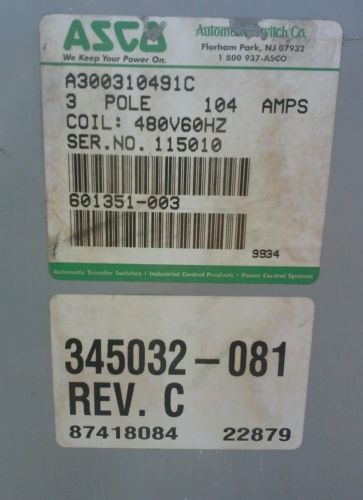 ASCO
Automatic Switch Co.
We Keep Your Power On.
Florham Park, NJ 07932
1 800 937-ASCO
A300310491C
3 POLE 104 AMPS
COIL: 480V60HZ
SER.NO. 115010
601351-003
9934
Automatic Transfer Switches • Industrial Control Products • Power Control Systems
345032-081
REV. C
87418084 22879